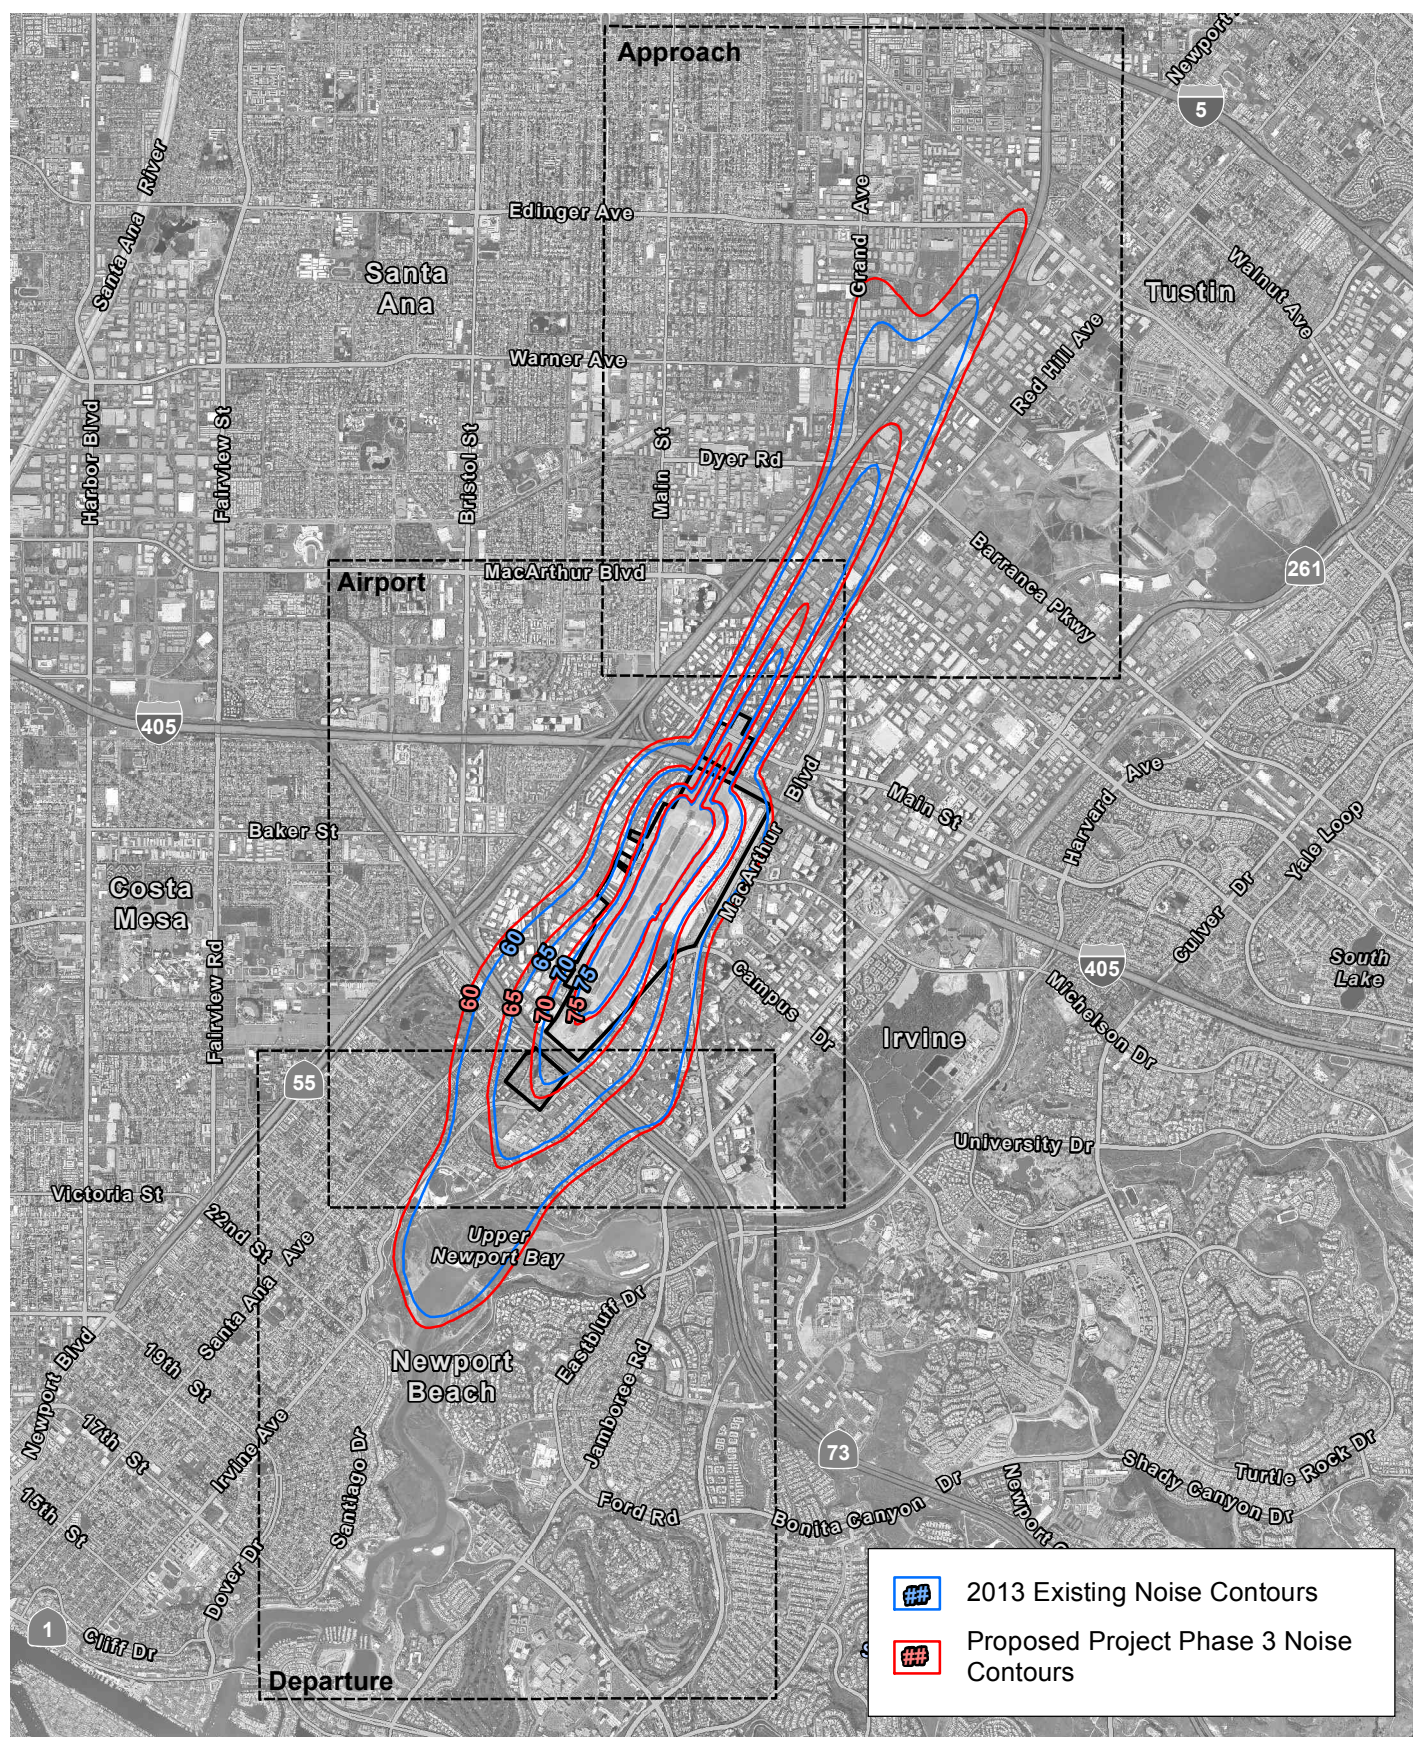 Approach
Newport
5
Santa Ana River
Edinger Ave
Grand Ave
Santa
Ana
Tustin
Walnut Ave
Warner Ave
Red Hill Ave
Harbor Blvd
Fairview St
Bristol St
Main St
Dyer Rd
Airport
MacArthur Blvd
Barranca Pkwy
261
405
Main St
Harvard Ave
Baker St
MacArthur Blvd
Yale Loop
Costa
Mesa
Culver Dr
60
65
70
75
60
65
70
75
Campus Dr
405
South
Lake
Fairview Rd
Irvine
Michelson Dr
55
University Dr
Victoria St
22nd St
Santa Ana Ave
Upper
Newport Bay
Eastbluff Dr
Newport Blvd
19th St
Newport
Beach
Jamboree Rd
17th St
Irvine Ave
Santiago Dr
73
Shady Canyon Dr
Turtle Rock Dr
15th St
Ford Rd
Bonita Canyon Dr
Newport
Dover Dr
1
Cliff Dr
Departure
## 2013 Existing Noise Contours
## Proposed Project Phase 3 Noise
Contours